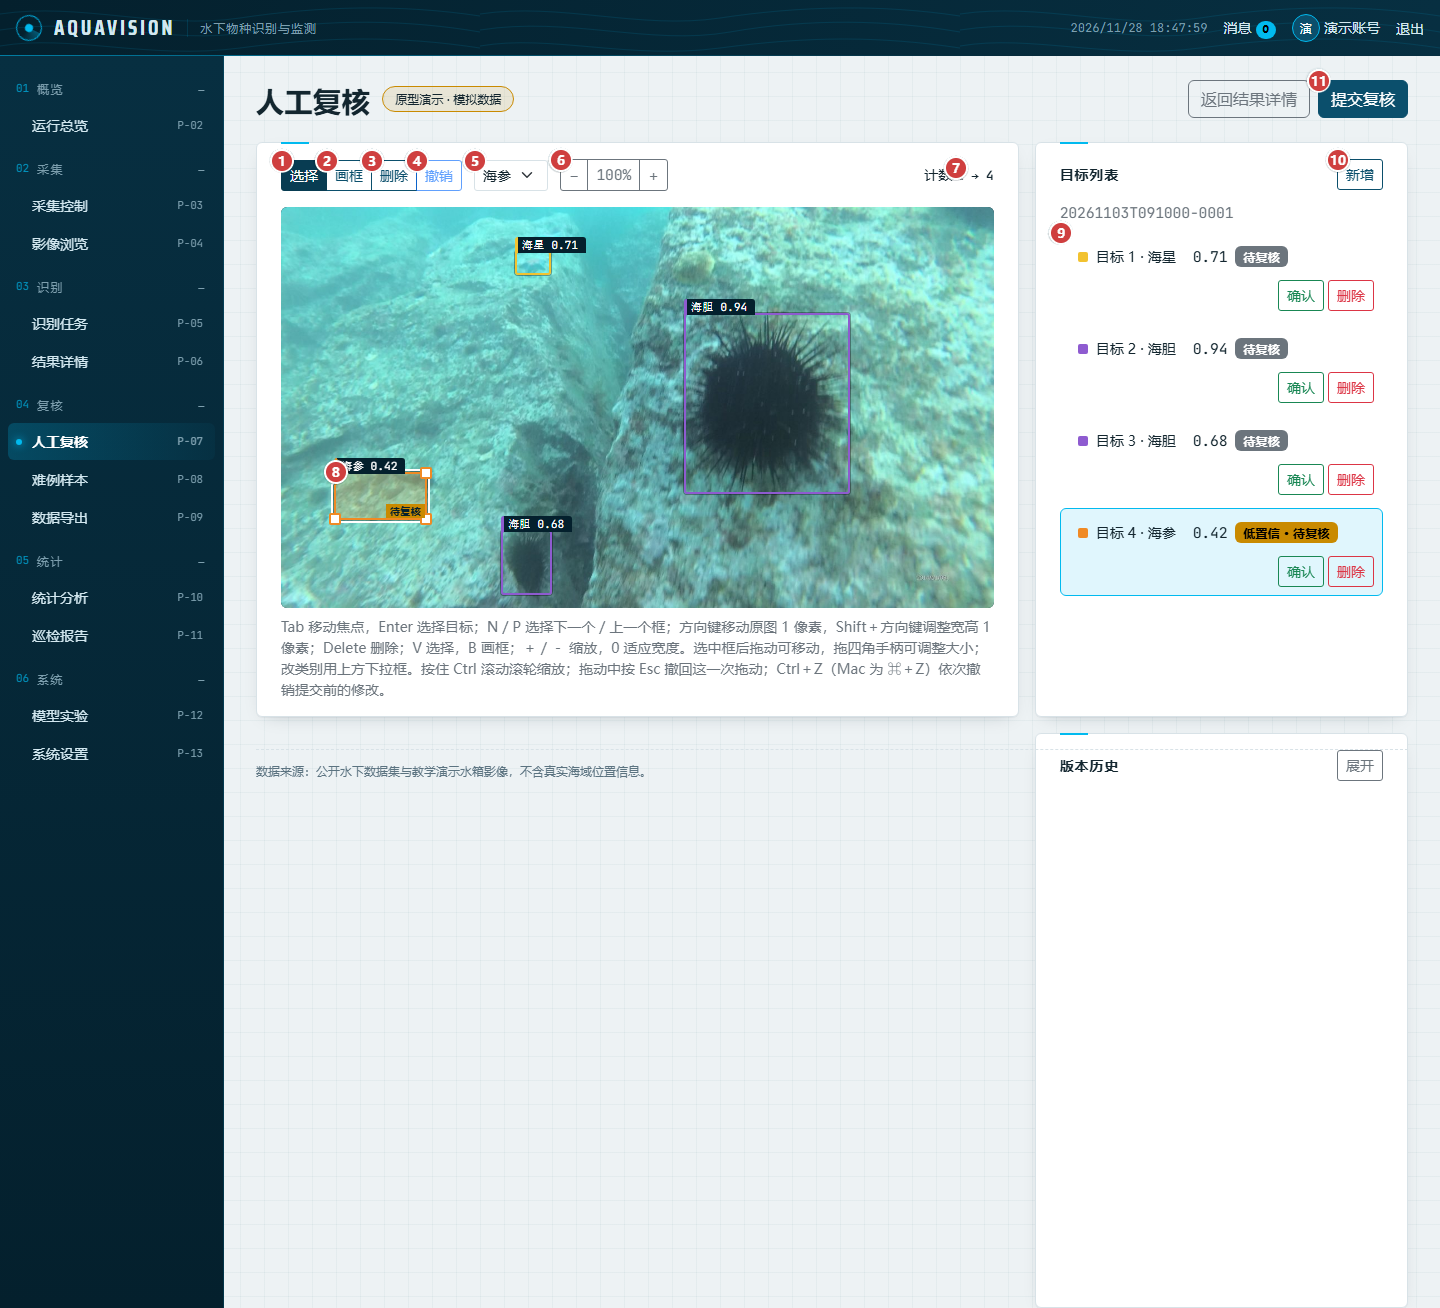 AQUAVISION 水下物种识别与监测 2026/11/28 18:47:59 消息 0 演 演示账号 退出
01 概览 –
运行总览 P-02
02 采集 –
采集控制 P-03
影像浏览 P-04
03 识别 –
识别任务 P-05
结果详情 P-06
04 复核 –
人工复核 P-07
难例样本 P-08
数据导出 P-09
05 统计 –
统计分析 P-10
巡检报告 P-11
06 系统 –
模型实验 P-12
系统设置 P-13
人工复核 原型演示 · 模拟数据 返回结果详情 11 提交复核
1 选择 2 画框 3 删除 4 撤销 5 海参 6 − 100% + 计数 7 → 4
海星 0.71
海胆 0.94
8 海参 0.42
待复核
海胆 0.68
Tab 移动焦点，Enter 选择目标；N / P 选择下一个 / 上一个框；方向键移动原图 1 像素，Shift + 方向键调整宽高 1
像素；Delete 删除；V 选择，B 画框；+ / - 缩放，0 适应宽度。选中框后拖动可移动，拖四角手柄可调整大小；
改类别用上方下拉框。按住 Ctrl 滚动滚轮缩放；拖动中按 Esc 撤回这一次拖动；Ctrl + Z（Mac 为 ⌘ + Z）依次撤
销提交前的修改。
目标列表 10 新增
20261103T091000-0001
9
目标 1 · 海星 0.71 待复核
确认 删除
目标 2 · 海胆 0.94 待复核
确认 删除
目标 3 · 海胆 0.68 待复核
确认 删除
目标 4 · 海参 0.42 低置信 · 待复核
确认 删除
版本历史 展开
数据来源：公开水下数据集与教学演示水箱影像，不含真实海域位置信息。